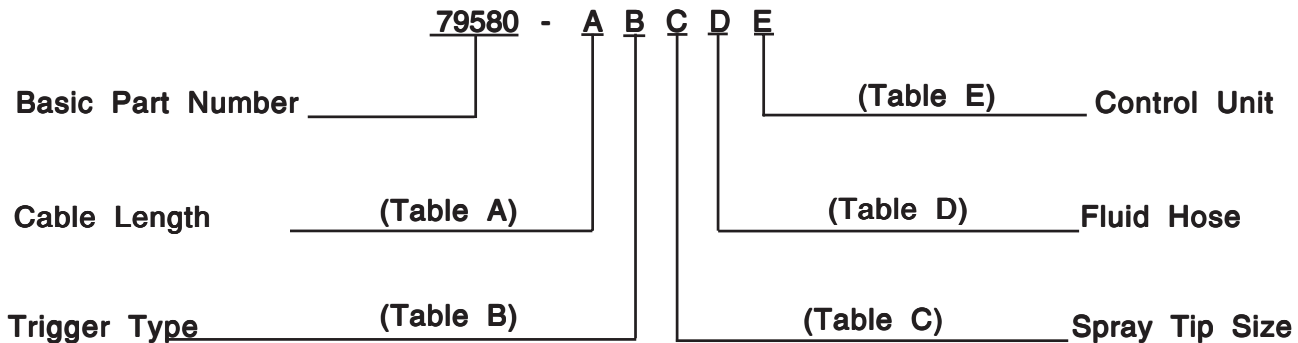 79580 - A B C D E
Basic Part Number
(Table E) Control Unit
Cable Length (Table A)
(Table D) Fluid Hose
Trigger Type (Table B)
(Table C) Spray Tip Size